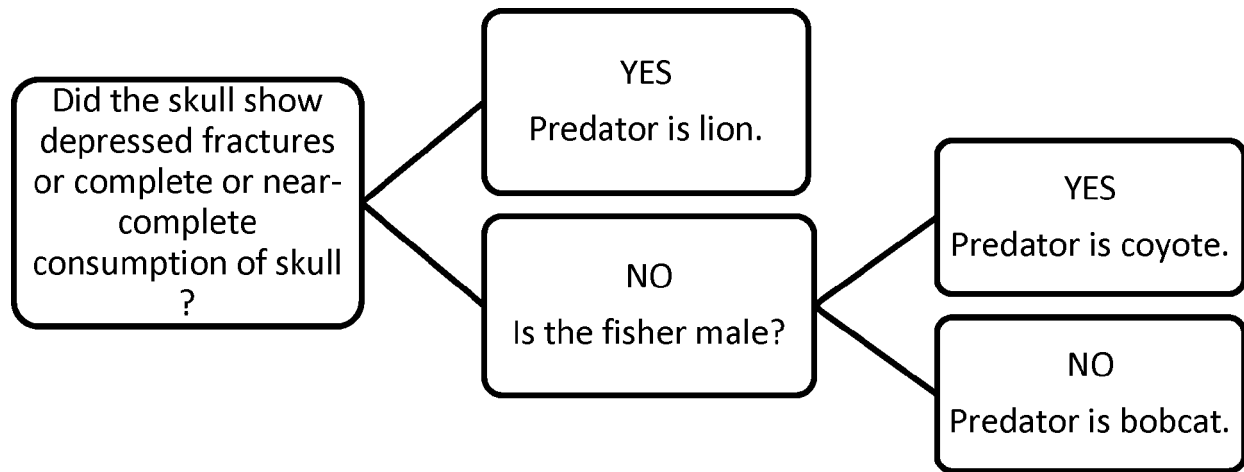 Did the skull show
depressed fractures
or complete or near-
complete
consumption of skull
?
YES
Predator is lion.
NO
Is the fisher male?
YES
Predator is coyote.
NO
Predator is bobcat.